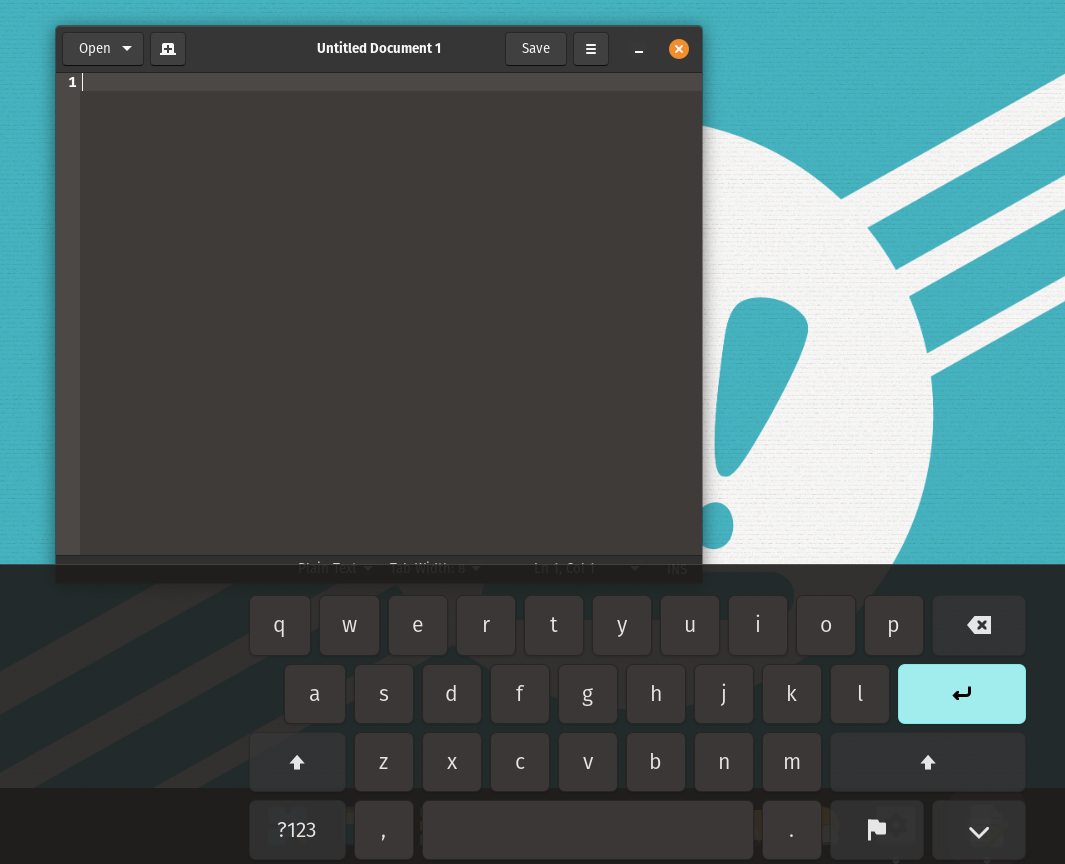 Open
Untitled Document 1
Save
1
Plain Text
Tab Width: 8
Ln 1, Col 1
INS
q w e r t y u i o p
a s d f g h j k l
z x c v b n m
?123 , .